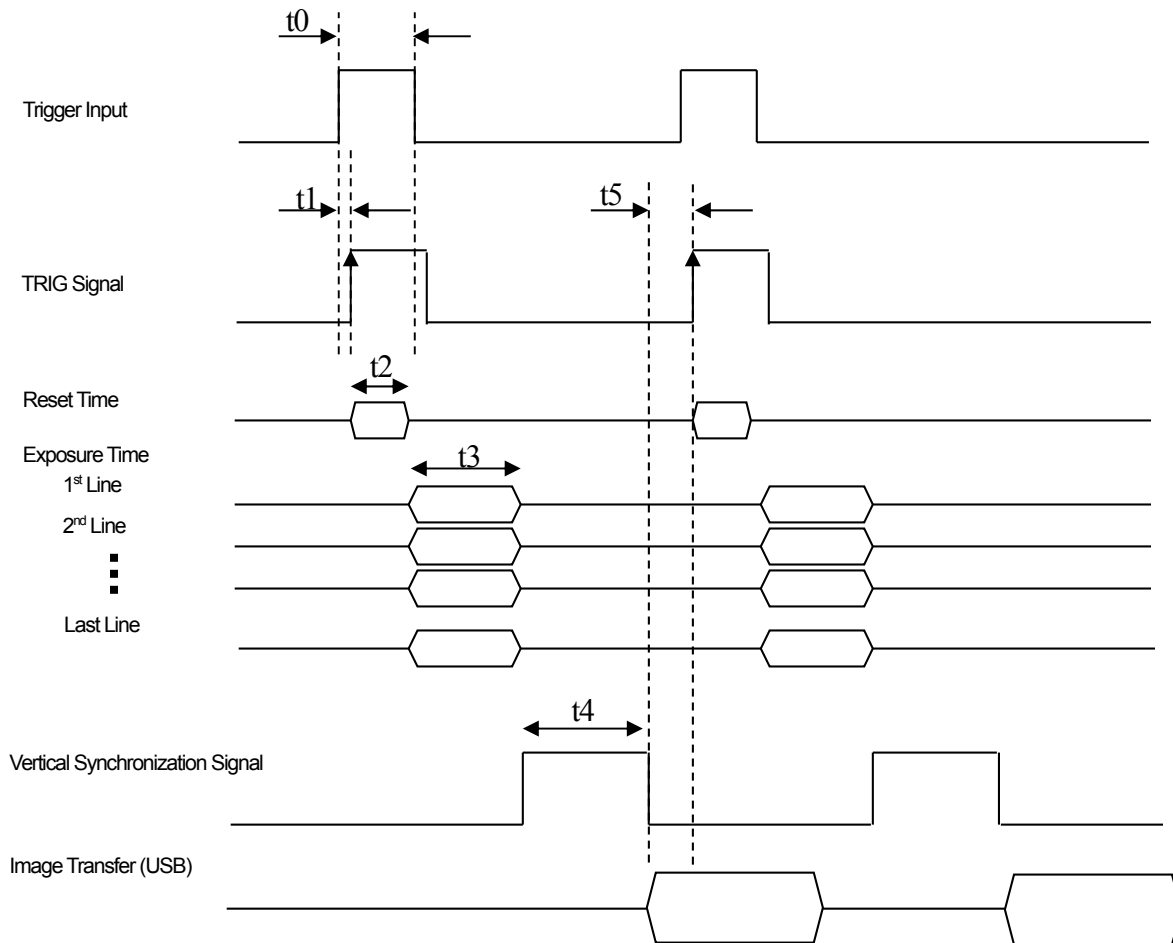 t0
Trigger Input
t1
t5
TRIG Signal
t2
Reset Time
Exposure Time
t3
1st Line
2nd Line
Last Line
t4
Vertical Synchronization Signal
Image Transfer (USB)